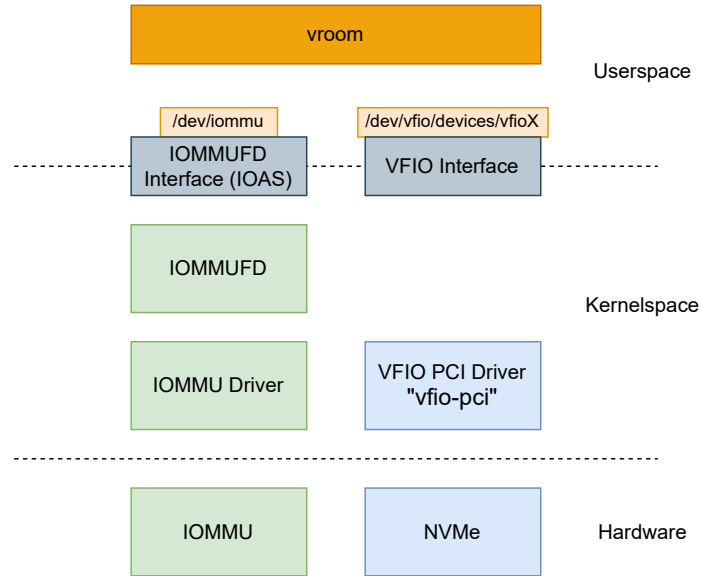 vroom
Userspace
/dev/iommu
/dev/vfio/devices/vfioX
IOMMUFD
Interface (IOAS)
VFIO Interface
IOMMUFD
Kernelspace
IOMMU Driver
VFIO PCI Driver
"vfio-pci"
IOMMU
NVMe
Hardware